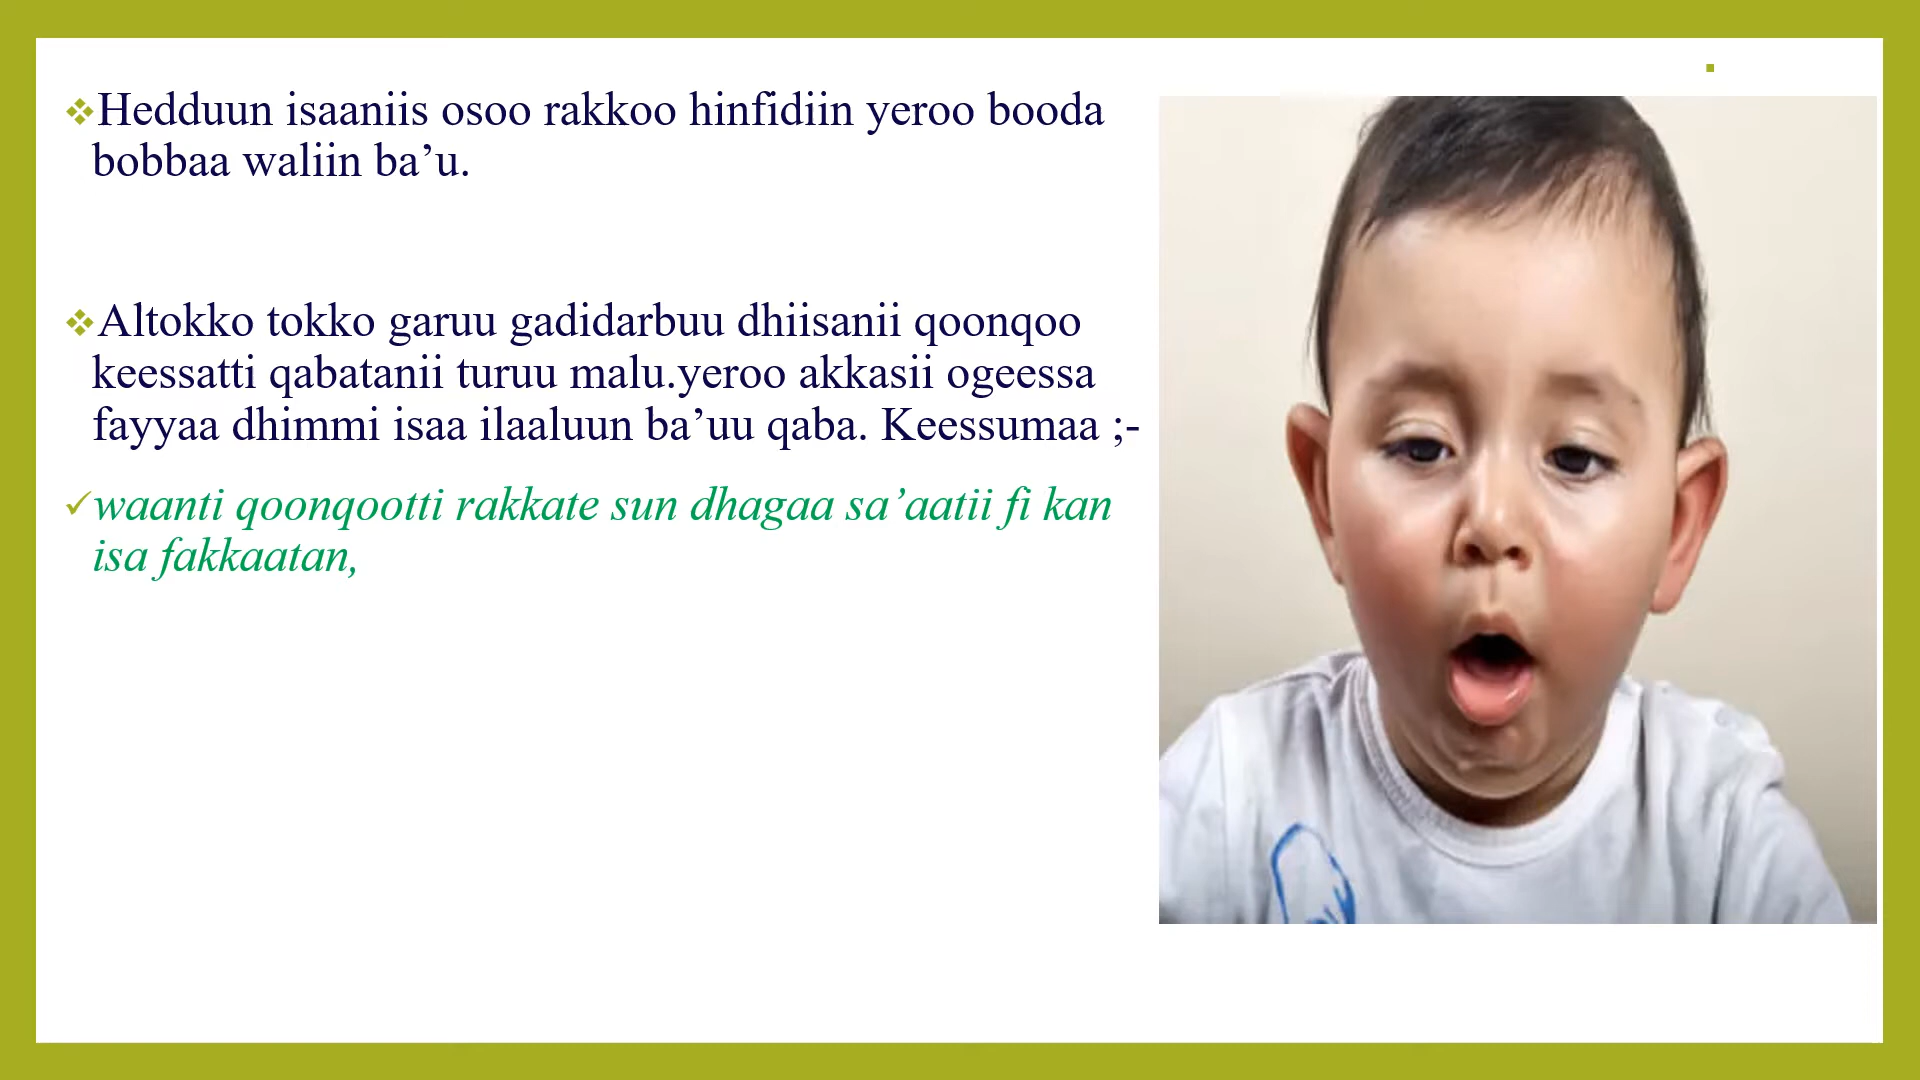 Hedduun isaaniis osoo rakkoo hinfidiin yeroo booda
bobbaa waliin ba’u.
Altokko tokko garuu gadidarbuu dhiisanii qoonqoo
keessatti qabatanii turuu malu.yeroo akkasii ogeessa
fayyaa dhimmi isaa ilaaluun ba’uu qaba. Keessumaa ;-
waanti qoonqootti rakkate sun dhagaa sa’aatii fi kan
isa fakkaatan,